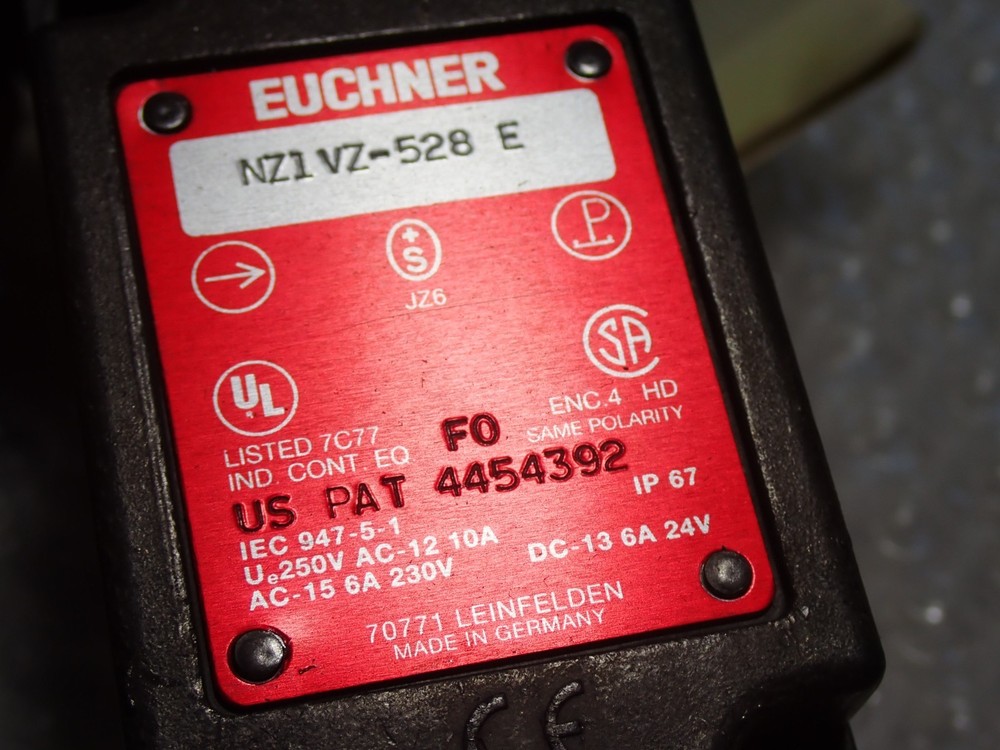 EUCHNER
NZ1VZ-528 E
→
+
S
P
JZ6
UL
R
SA
LISTED 7C77
IND. CONT. EQ
FO
ENC.4 HD
SAME POLARITY
US PAT 4454392
IP 67
IEC 947-5-1
Ue250V AC-12 10A
DC-13 6A 24V
AC-15 6A 230V
70771 LEINFELDEN
MADE IN GERMANY
CE